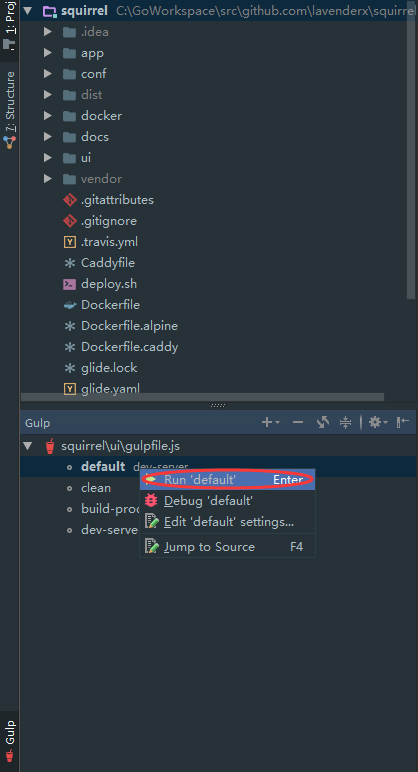 1: Proj
squirrel C:\GoWorkspace\src\github.com\lavenderx\squirrel
.idea
app
conf
dist
docker
docs
ui
vendor
.gitattributes
.gitignore
.travis.yml
Caddyfile
deploy.sh
Dockerfile
Dockerfile.alpine
Dockerfile.caddy
glide.lock
glide.yaml
7: Structure
Gulp
squirrel\ui\gulpfile.js
default dev-server
clean
build-prod
dev-serve
Run 'default' Enter
Debug 'default'
Edit 'default' settings...
Jump to Source F4
Gulp